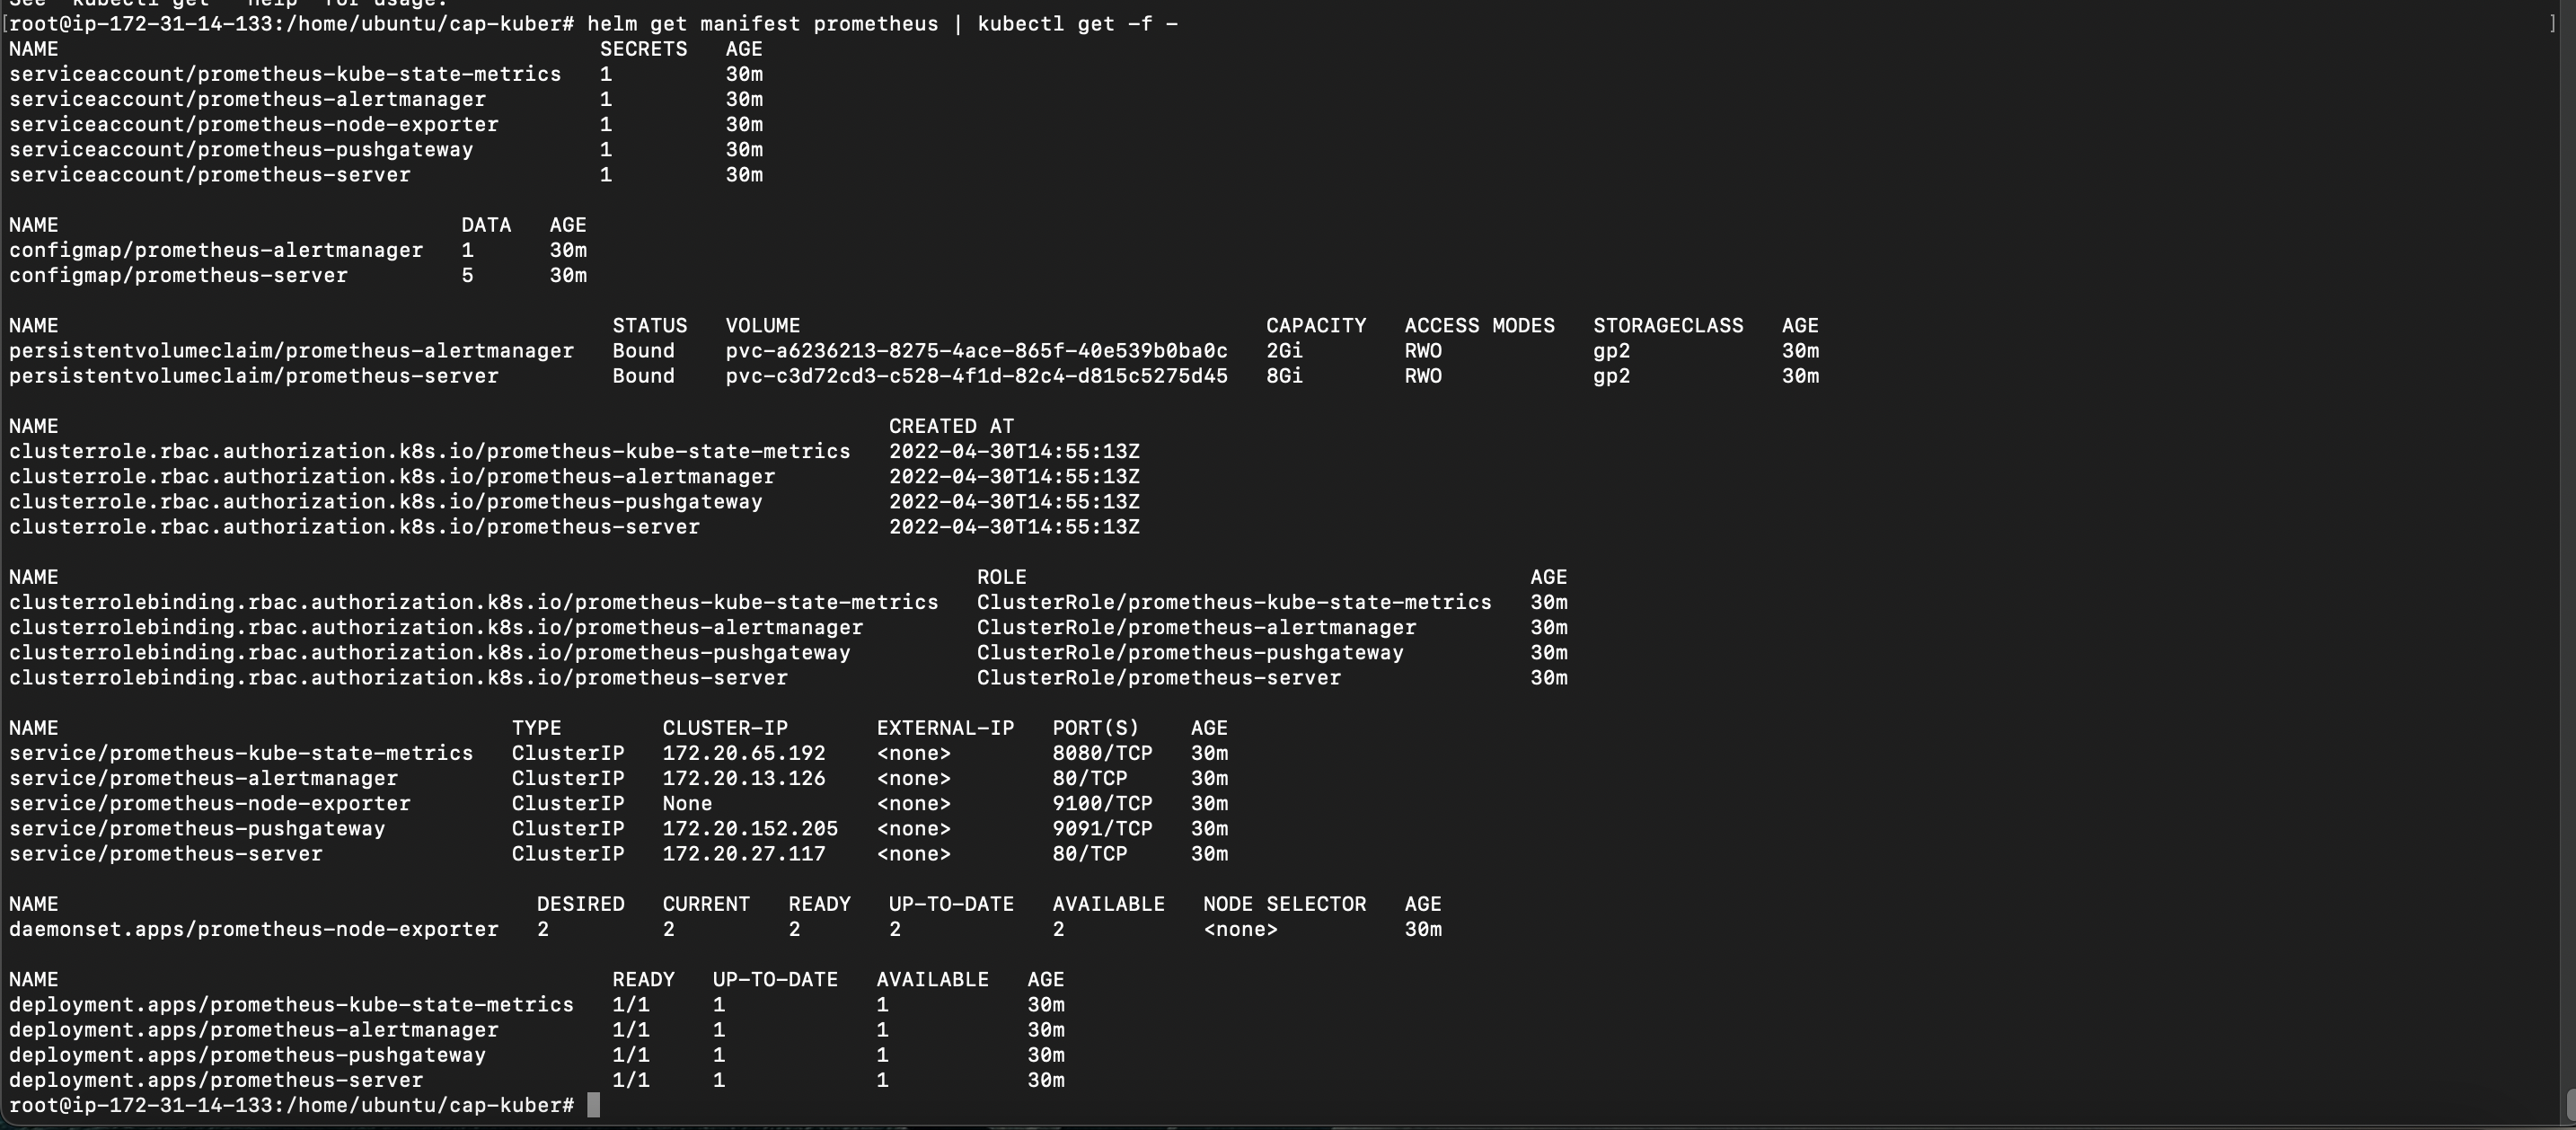 See 'kubectl get --help' for usage.
[root@ip-172-31-14-133:/home/ubuntu/cap-kuber# helm get manifest prometheus | kubectl get -f - ]
NAME SECRETS AGE
serviceaccount/prometheus-kube-state-metrics 1 30m
serviceaccount/prometheus-alertmanager 1 30m
serviceaccount/prometheus-node-exporter 1 30m
serviceaccount/prometheus-pushgateway 1 30m
serviceaccount/prometheus-server 1 30m
NAME DATA AGE
configmap/prometheus-alertmanager 1 30m
configmap/prometheus-server 5 30m
NAME STATUS VOLUME CAPACITY ACCESS MODES STORAGECLASS AGE
persistentvolumeclaim/prometheus-alertmanager Bound pvc-a6236213-8275-4ace-865f-40e539b0ba0c 2Gi RWO gp2 30m
persistentvolumeclaim/prometheus-server Bound pvc-c3d72cd3-c528-4f1d-82c4-d815c5275d45 8Gi RWO gp2 30m
NAME CREATED AT
clusterrole.rbac.authorization.k8s.io/prometheus-kube-state-metrics 2022-04-30T14:55:13Z
clusterrole.rbac.authorization.k8s.io/prometheus-alertmanager 2022-04-30T14:55:13Z
clusterrole.rbac.authorization.k8s.io/prometheus-pushgateway 2022-04-30T14:55:13Z
clusterrole.rbac.authorization.k8s.io/prometheus-server 2022-04-30T14:55:13Z
NAME ROLE AGE
clusterrolebinding.rbac.authorization.k8s.io/prometheus-kube-state-metrics ClusterRole/prometheus-kube-state-metrics 30m
clusterrolebinding.rbac.authorization.k8s.io/prometheus-alertmanager ClusterRole/prometheus-alertmanager 30m
clusterrolebinding.rbac.authorization.k8s.io/prometheus-pushgateway ClusterRole/prometheus-pushgateway 30m
clusterrolebinding.rbac.authorization.k8s.io/prometheus-server ClusterRole/prometheus-server 30m
NAME TYPE CLUSTER-IP EXTERNAL-IP PORT(S) AGE
service/prometheus-kube-state-metrics ClusterIP 172.20.65.192 <none> 8080/TCP 30m
service/prometheus-alertmanager ClusterIP 172.20.13.126 <none> 80/TCP 30m
service/prometheus-node-exporter ClusterIP None <none> 9100/TCP 30m
service/prometheus-pushgateway ClusterIP 172.20.152.205 <none> 9091/TCP 30m
service/prometheus-server ClusterIP 172.20.27.117 <none> 80/TCP 30m
NAME DESIRED CURRENT READY UP-TO-DATE AVAILABLE NODE SELECTOR AGE
daemonset.apps/prometheus-node-exporter 2 2 2 2 2 <none> 30m
NAME READY UP-TO-DATE AVAILABLE AGE
deployment.apps/prometheus-kube-state-metrics 1/1 1 1 30m
deployment.apps/prometheus-alertmanager 1/1 1 1 30m
deployment.apps/prometheus-pushgateway 1/1 1 1 30m
deployment.apps/prometheus-server 1/1 1 1 30m
root@ip-172-31-14-133:/home/ubuntu/cap-kuber#